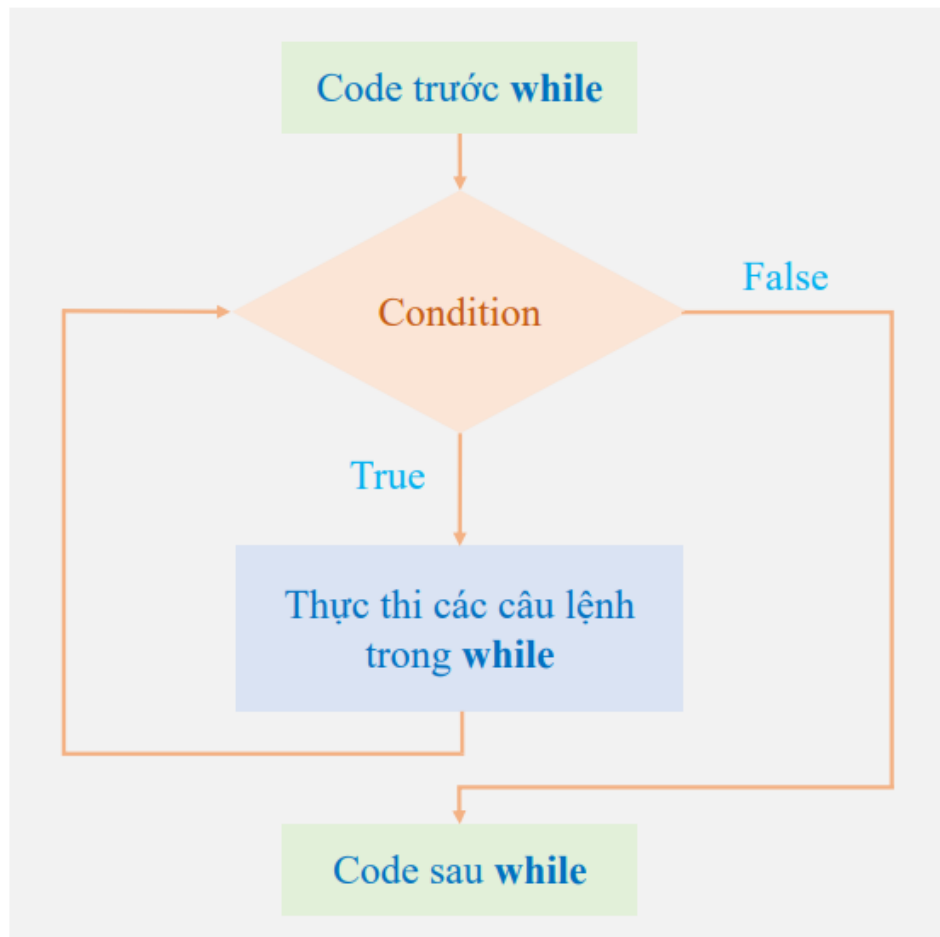 Code trước while
Condition
False
True
Thực thi các câu lệnh
trong while
Code sau while